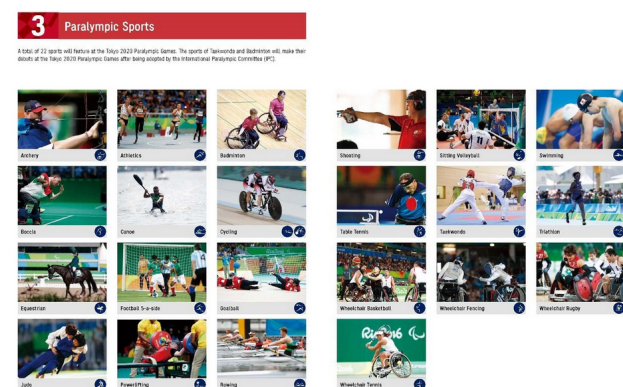 3 Paralympic Sports
A total of 22 sports will feature at the Tokyo 2020 Paralympic Games. The sports of Taekwondo and Badminton will make their
debuts at the Tokyo 2020 Paralympic Games after being adopted by the International Paralympic Committee (IPC).
Archery
Athletics
Badminton
Boccia
Canoe
Cycling
Equestrian
Football 5-a-side
Goalball
Judo
Powerlifting
Rowing
Shooting
Sitting Volleyball
Swimming
Table Tennis
Taekwondo
Triathlon
Wheelchair Basketball
Wheelchair Fencing
Wheelchair Rugby
Rio2016
Wheelchair Tennis